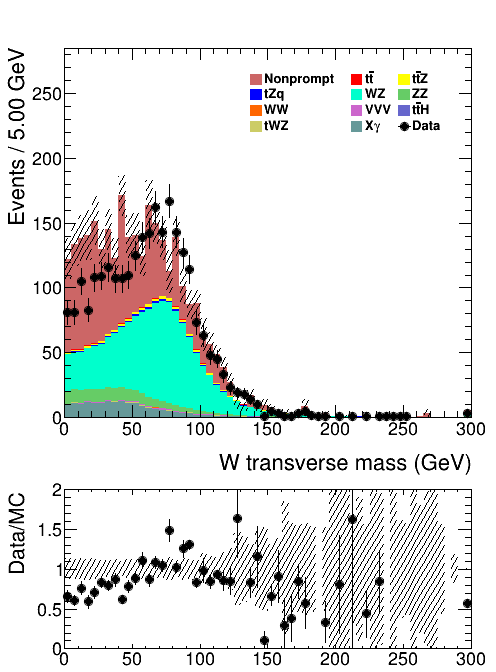 Events / 5.00 GeV
250
200
150
100
50
0
Nonprompt tt̄ tt̄Z
tZq WZ ZZ
WW VVV tt̄H
tWZ Xγ Data
0 50 100 150 200 250 300
W transverse mass (GeV)
Data/MC
2
1.5
1
0.5
0
0 50 100 150 200 250 300